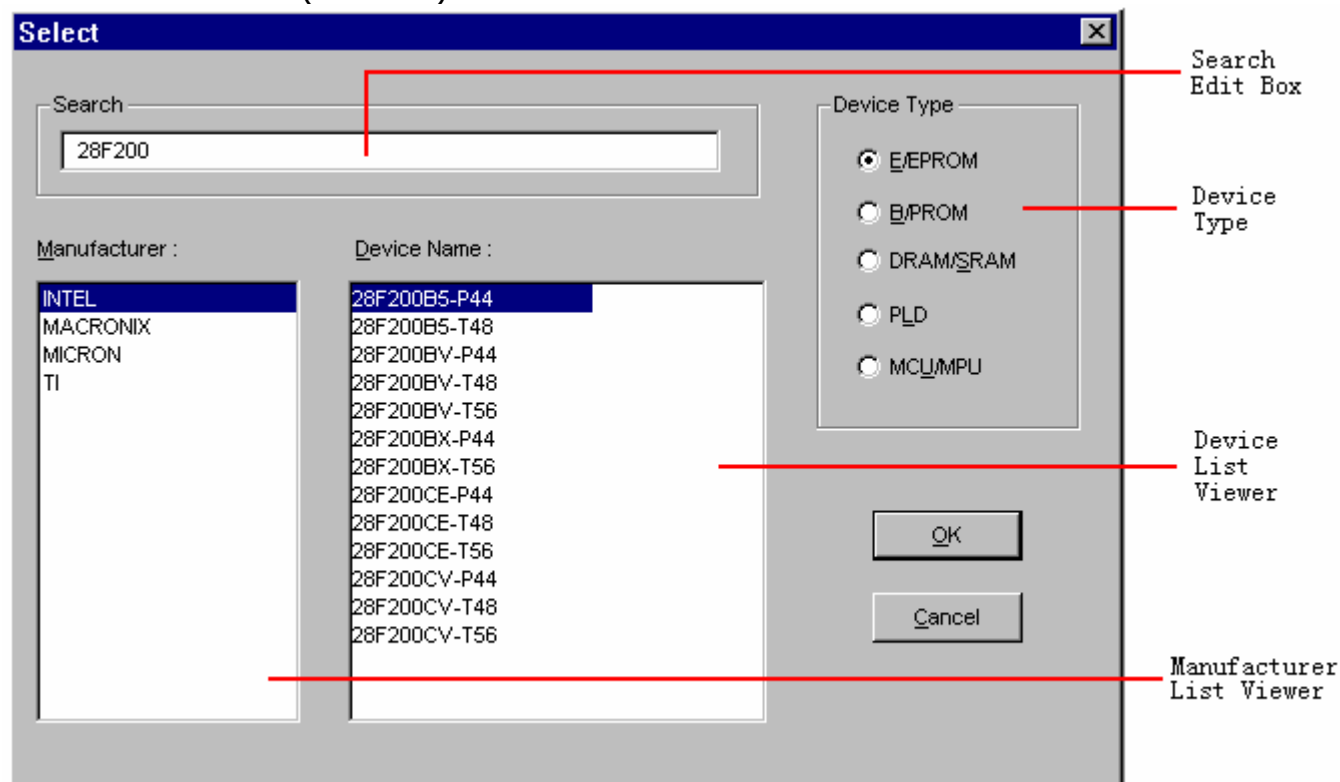 Select
Search
Edit Box
Search
28F200
Device Type
E/EPROM
B/PROM
DRAM/SRAM
PLD
MCU/MPU
Device
Type
Manufacturer :
INTEL
MACRONIX
MICRON
TI
Device Name :
28F200B5-P44
28F200B5-T48
28F200BV-P44
28F200BV-T48
28F200BV-T56
28F200BX-P44
28F200BX-T56
28F200CE-P44
28F200CE-T48
28F200CE-T56
28F200CV-P44
28F200CV-T48
28F200CV-T56
Device
List
Viewer
OK
Cancel
Manufacturer
List Viewer